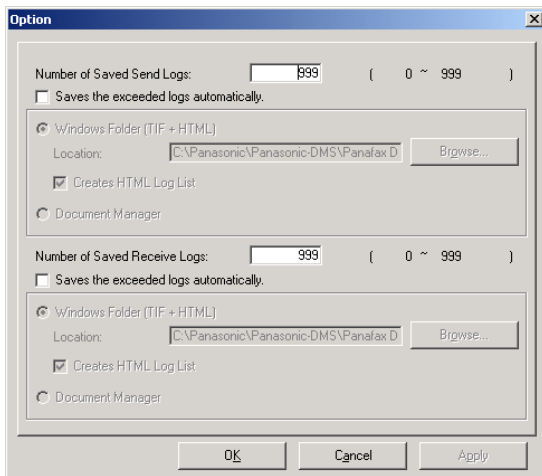 Option
Number of Saved Send Logs: 999 ( 0 ~ 999 )
Saves the exceeded logs automatically.
Windows Folder (TIF + HTML)
Location: C:\Panasonic\Panasonic-DMS\Panafax D Browse...
Creates HTML Log List
Document Manager
Number of Saved Receive Logs: 999 ( 0 ~ 999 )
Saves the exceeded logs automatically.
Windows Folder (TIF + HTML)
Location: C:\Panasonic\Panasonic-DMS\Panafax D Browse...
Creates HTML Log List
Document Manager
OK Cancel Apply